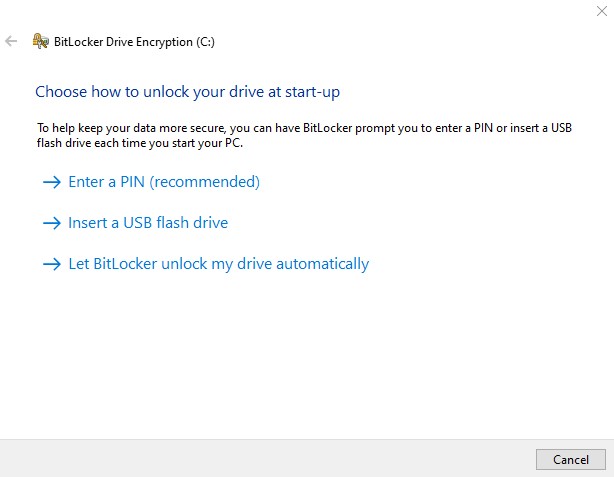 BitLocker Drive Encryption (C:)
Choose how to unlock your drive at start-up
To help keep your data more secure, you can have BitLocker prompt you to enter a PIN or insert a USB
flash drive each time you start your PC.
Enter a PIN (recommended)
Insert a USB flash drive
Let BitLocker unlock my drive automatically
Cancel